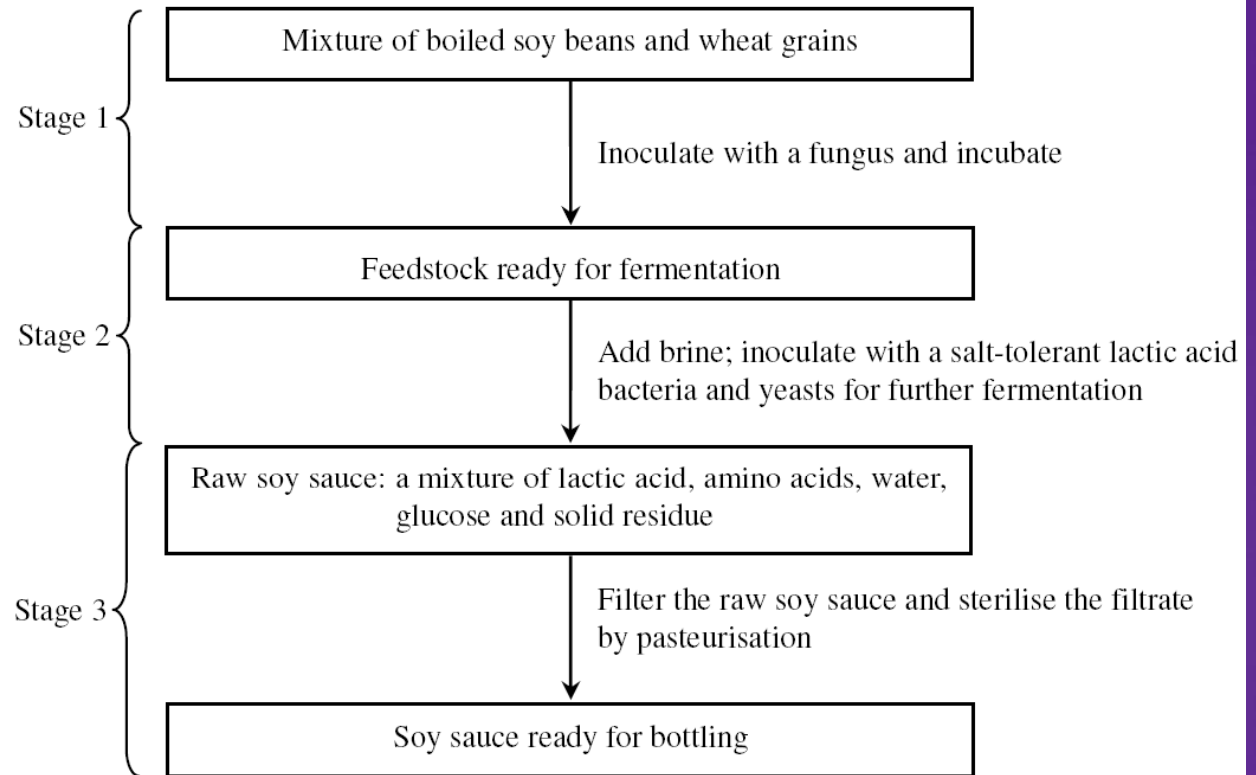 Mixture of boiled soy beans and wheat grains
Stage 1
Inoculate with a fungus and incubate
Feedstock ready for fermentation
Stage 2
Add brine; inoculate with a salt-tolerant lactic acid
bacteria and yeasts for further fermentation
Raw soy sauce: a mixture of lactic acid, amino acids, water,
glucose and solid residue
Stage 3
Filter the raw soy sauce and sterilise the filtrate
by pasteurisation
Soy sauce ready for bottling